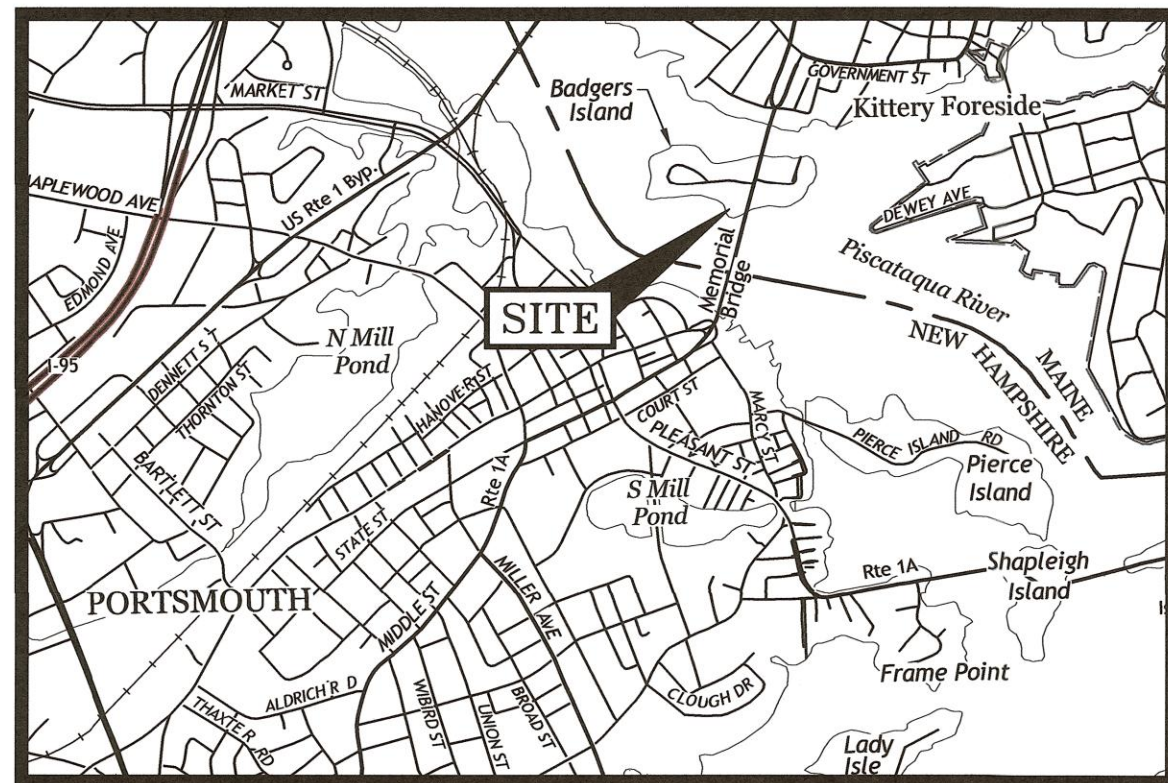 MARKET ST
GOVERNMENT ST
Badgers
Island
Kittery Foreside
APLEWOOD AVE
US Rte 1 Byp.
DEWEY AVE
EDMOND AVE
Memorial
Bridge
Piscataqua River
SITE
N Mill
Pond
NEW
HAMPSHIRE
MAINE
I-95
DENNETT ST
THORNTON ST
HANOVER ST
COURT ST
MARCY ST
PLEASANT ST
PIERCE ISLAND RD
Pierce
Island
BARTLETT ST
Rte 1A
S Mill
Pond
STATE ST
Rte 1A
Shapleigh
Island
MILLER AVE
PORTSMOUTH
MIDDLE ST
Frame Point
ALDRICH RD
CLOUGH DR
THAXTER RD
WIBIRD ST
UNION ST
BROAD ST
Lady
Isle